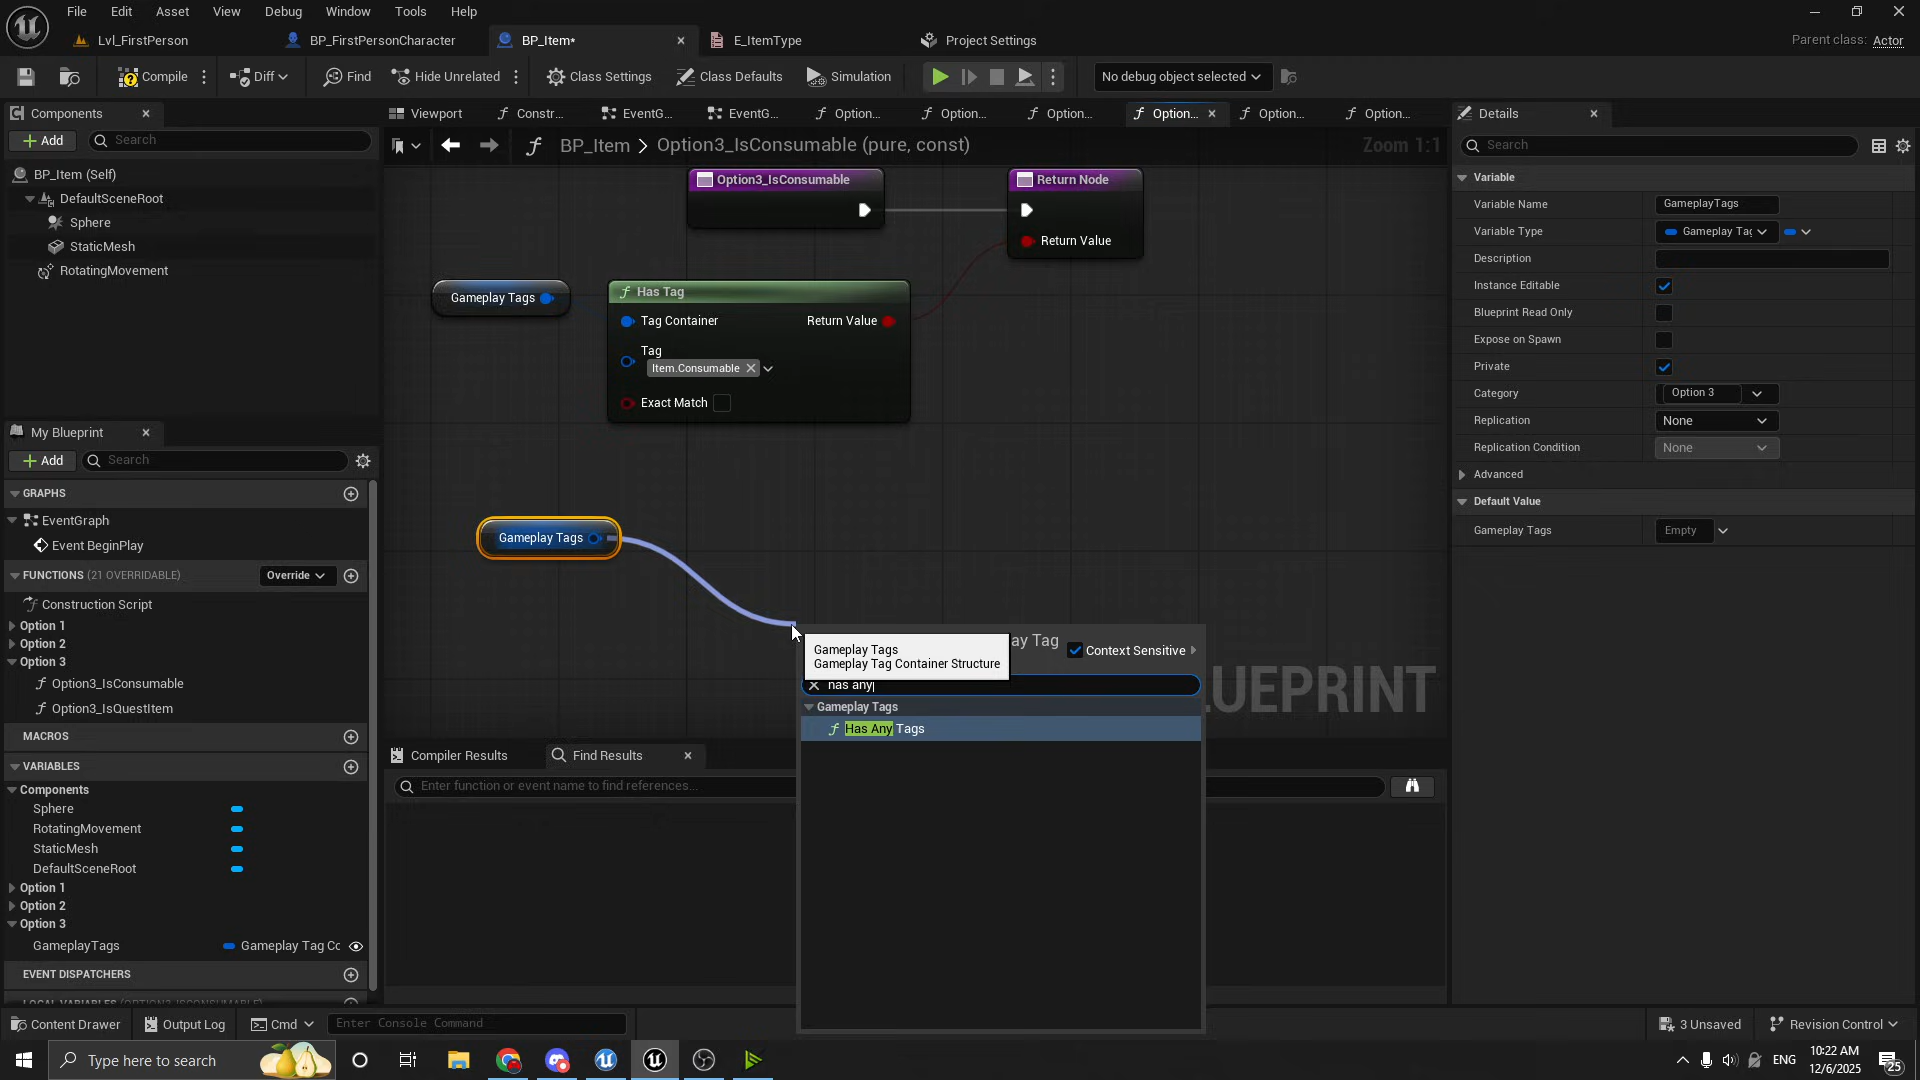 File Edit Asset View Debug Window Tools Help
Lvl_FirstPerson BP_FirstPersonCharacter BP_Item* E_ItemType Project Settings Parent class: Actor
Compile Diff Find Hide Unrelated Class Settings Class Defaults Simulation No debug object selected
Components Viewport Constr... EventG... EventG... Option... Option... Option... Option... Option... Option... Details
Add Search BP_Item > Option3_IsConsumable (pure, const) Zoom 1:1 Search
BP_Item (Self)
DefaultSceneRoot
Sphere
StaticMesh
RotatingMovement
Option3_IsConsumable
Return Node
Return Value
Gameplay Tags
Has Tag
Tag Container Return Value
Tag
Item.Consumable
Exact Match
Gameplay Tags
ay Tag
Context Sensitive
Gameplay Tags
Gameplay Tag Container Structure
has any
Gameplay Tags
Has Any Tags
Variable
Variable Name GameplayTags
Variable Type Gameplay Tag
Description
Instance Editable
Blueprint Read Only
Expose on Spawn
Private
Category Option 3
Replication None
Replication Condition None
Advanced
Default Value
Gameplay Tags Empty
My Blueprint
Add Search
GRAPHS
EventGraph
Event BeginPlay
FUNCTIONS (21 OVERRIDABLE) Override
Construction Script
Option 1
Option 2
Option 3
Option3_IsConsumable
Option3_IsQuestItem
MACROS
VARIABLES
Components
Sphere
RotatingMovement
StaticMesh
DefaultSceneRoot
Option 1
Option 2
Option 3
GameplayTags Gameplay Tag Cc
EVENT DISPATCHERS
LOCAL VARIABLES (OPTION3_ISCONSUMABLE)
LUEPRINT
Compiler Results Find Results
Enter function or event name to find references...
Content Drawer Output Log Cmd Enter Console Command 3 Unsaved Revision Control
Type here to search ENG 10:22 AM
12/6/2025 25